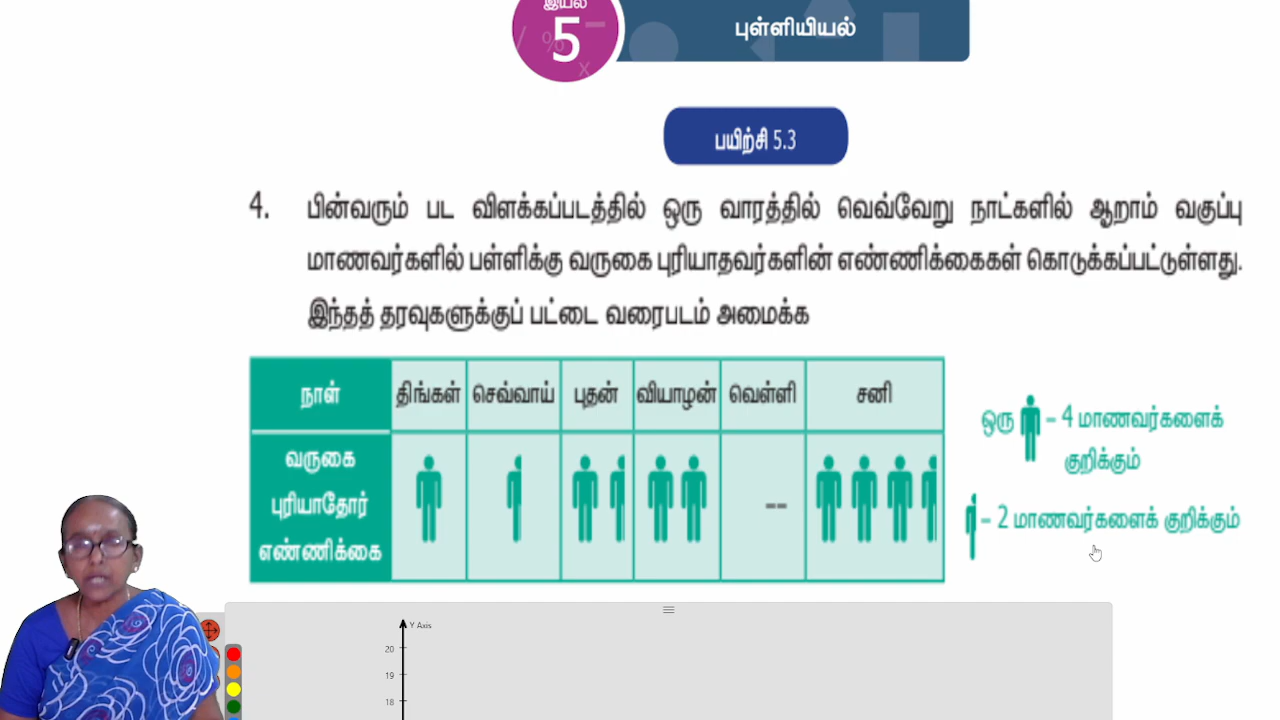 இயல்
5
புள்ளியியல்
பயிற்சி 5.3
4. பின்வரும் பட விளக்கப்படத்தில் ஒரு வாரத்தில் வெவ்வேறு நாட்களில் ஆறாம் வகுப்பு
மாணவர்களில் பள்ளிக்கு வருகை புரியாதவர்களின் எண்ணிக்கைகள் கொடுக்கப்பட்டுள்ளது.
இந்தத் தரவுகளுக்குப் பட்டை வரைபடம் அமைக்க
நாள் திங்கள் செவ்வாய் புதன் வியாழன் வெள்ளி சனி
வருகை
புரியாதோர்
எண்ணிக்கை
--
ஒரு – 4 மாணவர்களைக்
குறிக்கும்
– 2 மாணவர்களைக் குறிக்கும்
Y Axis
20
19
18